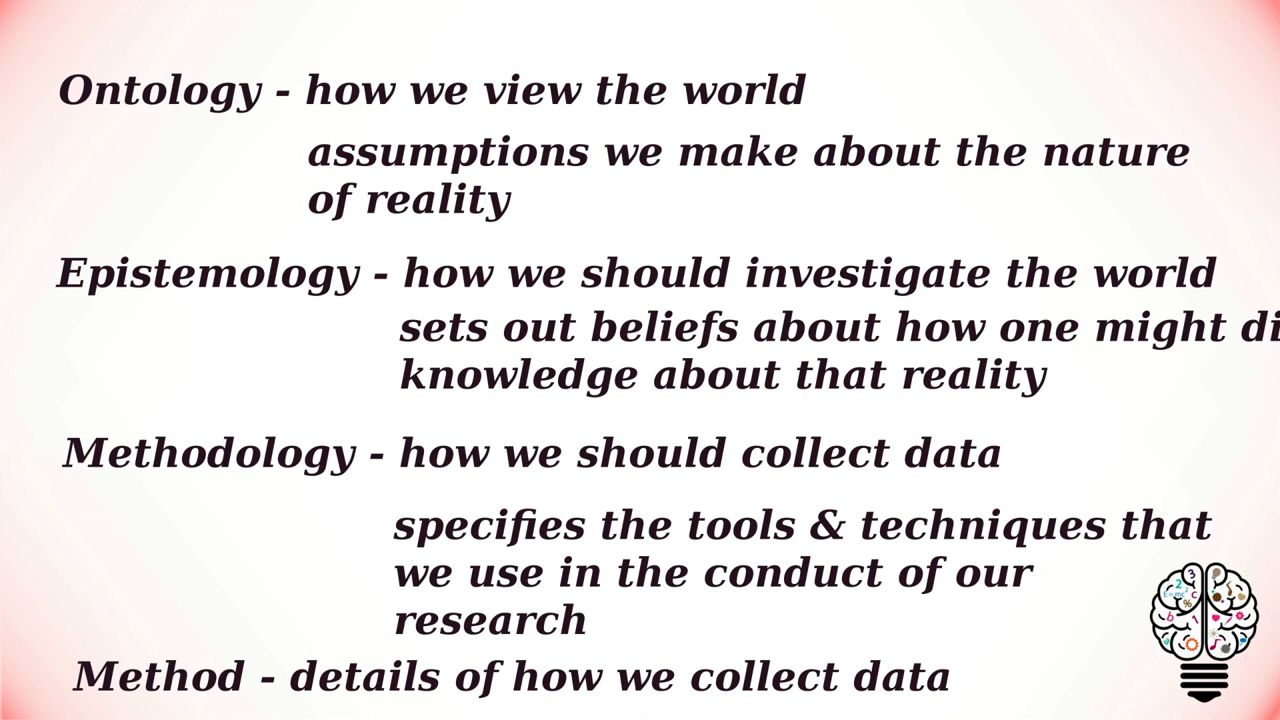 Ontology - how we view the world
assumptions we make about the nature
of reality
Epistemology - how we should investigate the world
sets out beliefs about how one might
knowledge about that reality
Methodology - how we should collect data
specifies the tools & techniques that
we use in the conduct of our
research
Method - details of how we collect data